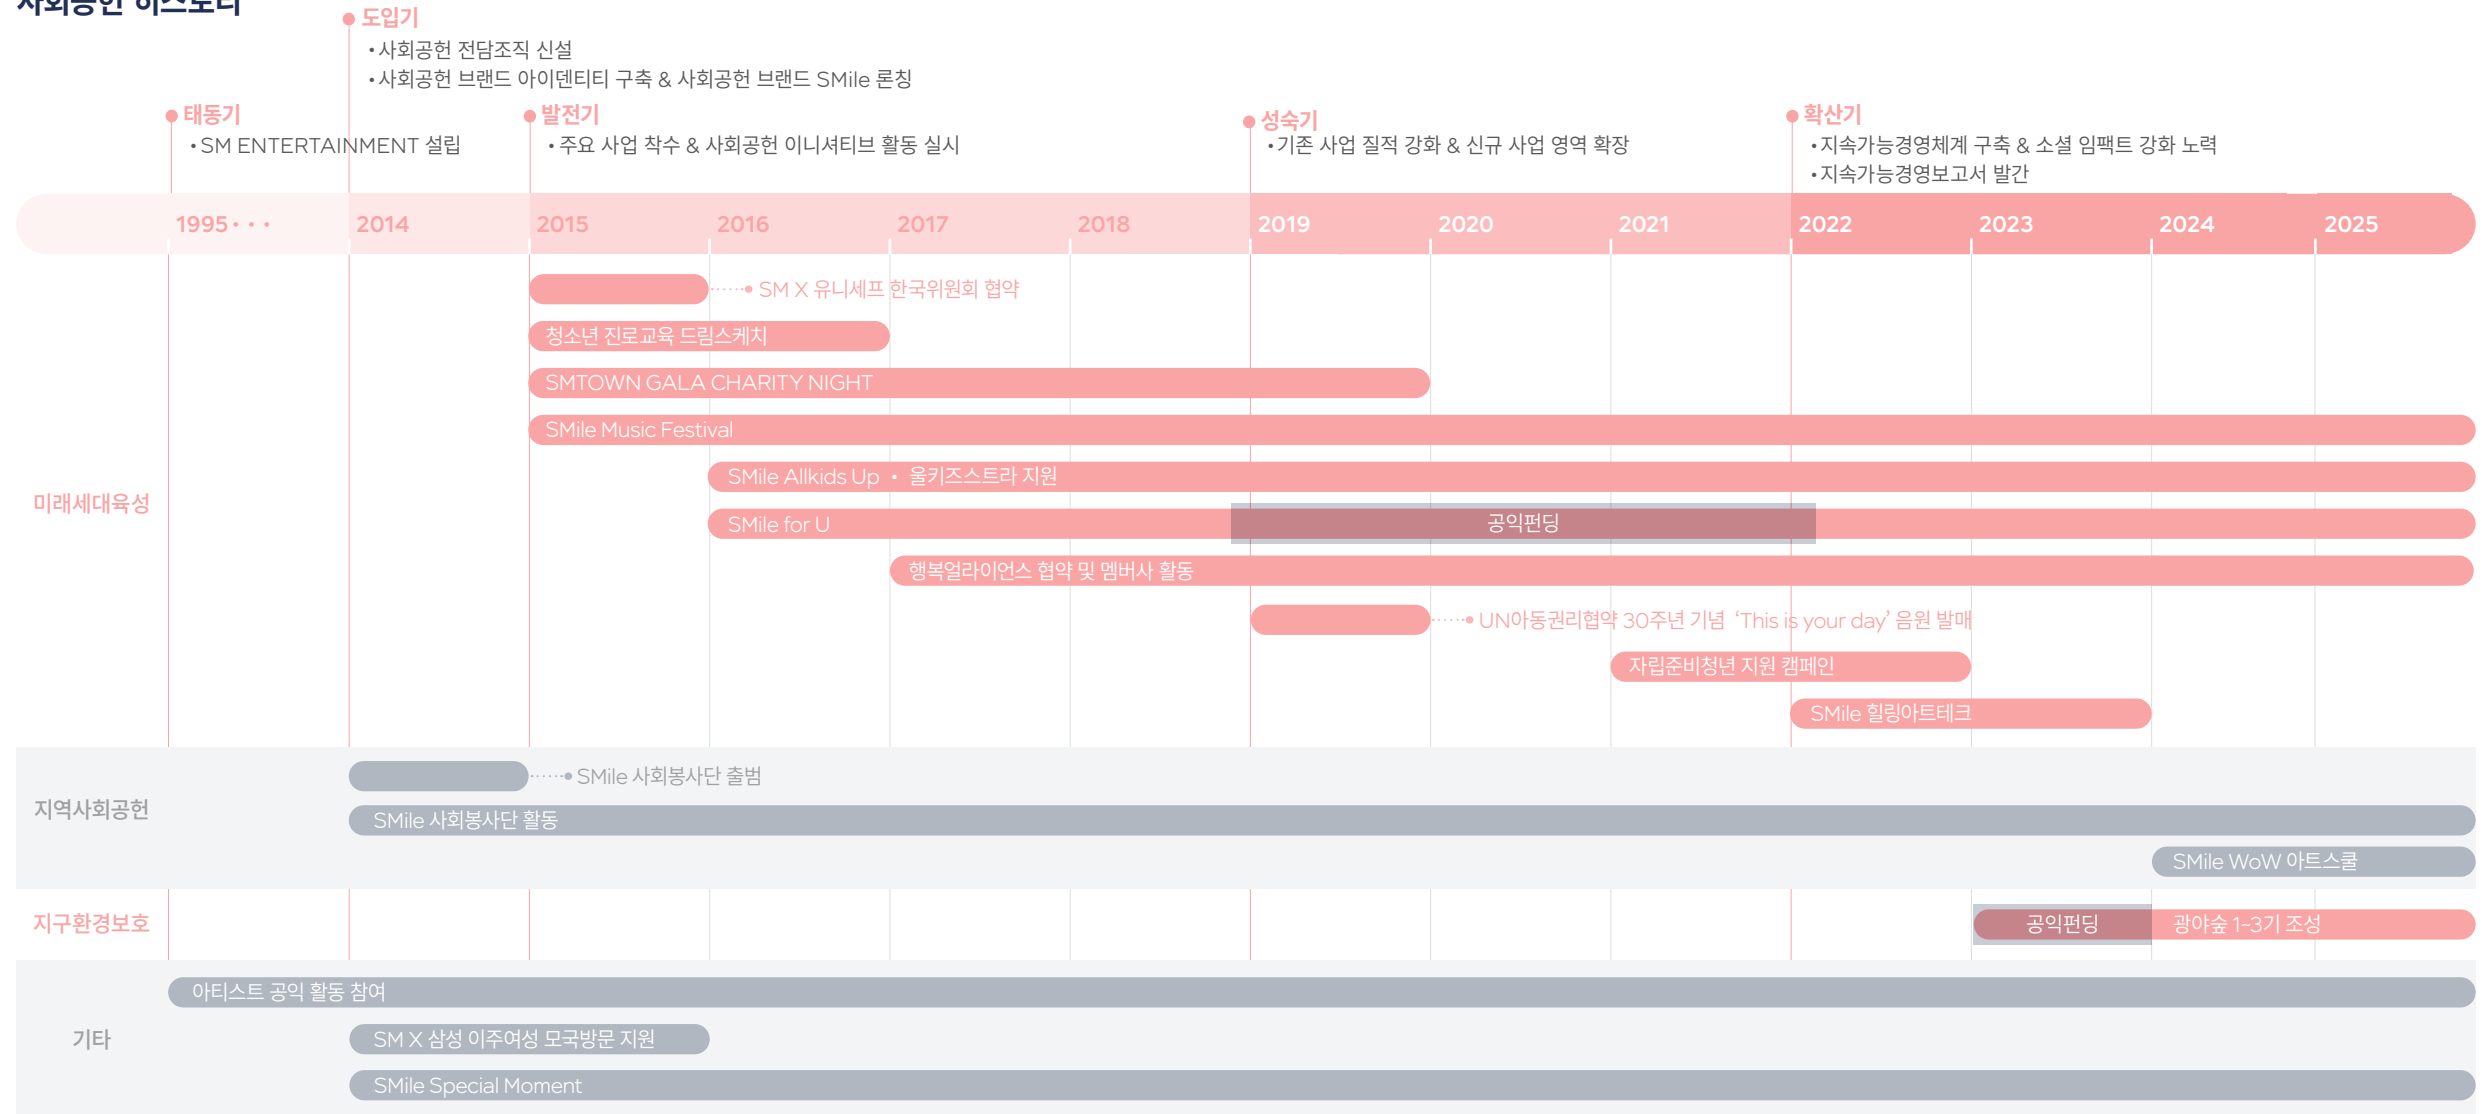 사회공헌 히스토리
도입기
•사회공헌 전담조직 신설
•사회공헌 브랜드 아이덴티티 구축 & 사회공헌 브랜드 SMile 론칭
태동기
•SM ENTERTAINMENT 설립
발전기
•주요 사업 착수 & 사회공헌 이니셔티브 활동 실시
성숙기
•기존 사업 질적 강화 & 신규 사업 영역 확장
확산기
•지속가능경영체계 구축 & 소셜 임팩트 강화 노력
•지속가능경영보고서 발간
1995··· 2014 2015 2016 2017 2018 2019 2020 2021 2022 2023 2024 2025
미래세대육성
SM X 유니세프 한국위원회 협약
청소년 진로교육 드림스케치
SMTOWN GALA CHARITY NIGHT
SMile Music Festival
SMile Allkids Up • 울키즈스트라 지원
SMile for U 공익펀딩
행복얼라이언스 협약 및 멤버사 활동
UN아동권리협약 30주년 기념 ‘This is your day’ 음원 발매
자립준비청년 지원 캠페인
SMile 힐링아트테크
지역사회공헌
SMile 사회봉사단 출범
SMile 사회봉사단 활동
SMile WoW 아트스쿨
지구환경보호
공익펀딩 광야숲 1~3기 조성
기타
아티스트 공익 활동 참여
SM X 삼성 이주여성 모국방문 지원
SMile Special Moment